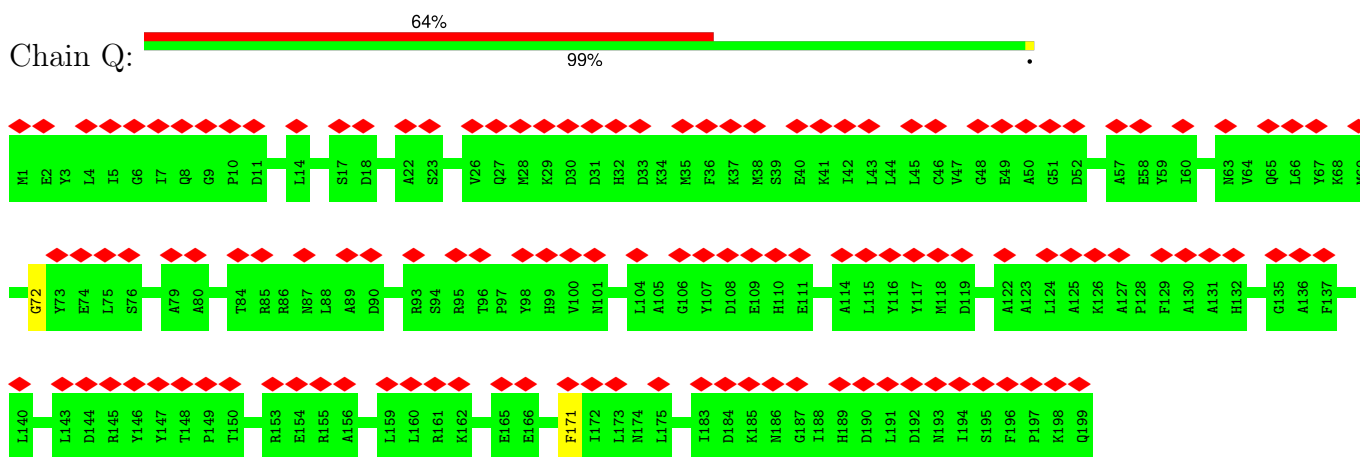 64%
Chain Q:
99%
.
M1 E2 Y3 L4 I5 G6 I7 Q8 G9 P10 D11 L14 S17 D18 A22 S23 V26 Q27 M28 K29 D30 D31 H32 D33 K34 M35 F36 K37 M38 S39 E40 K41 I42 L43 L44 L45 C46 V47 G48 E49 A50 G51 D52 A57 E58 Y59 I60 N63 V64 Q65 L66 Y67 K68
G72 Y73 E74 L75 S76 A79 A80 T84 R85 R86 N87 L88 A89 D90 R93 S94 R95 T96 P97 Y98 H99 V100 N101 L104 A105 G106 Y107 D108 E109 H110 E111 A114 L115 Y116 Y117 M118 D119 A122 A123 L124 A125 K126 A127 P128 F129 A130 A131 H132 G135 A136 F137
L140 L143 D144 R145 Y146 Y147 T148 P149 T150 R153 E154 R155 A156 L159 L160 R161 K162 E165 E166 F171 I172 L173 N174 L175 I183 D184 K185 N186 G187 I188 H189 D190 L191 D192 N193 I194 S195 F196 P197 K198 Q199